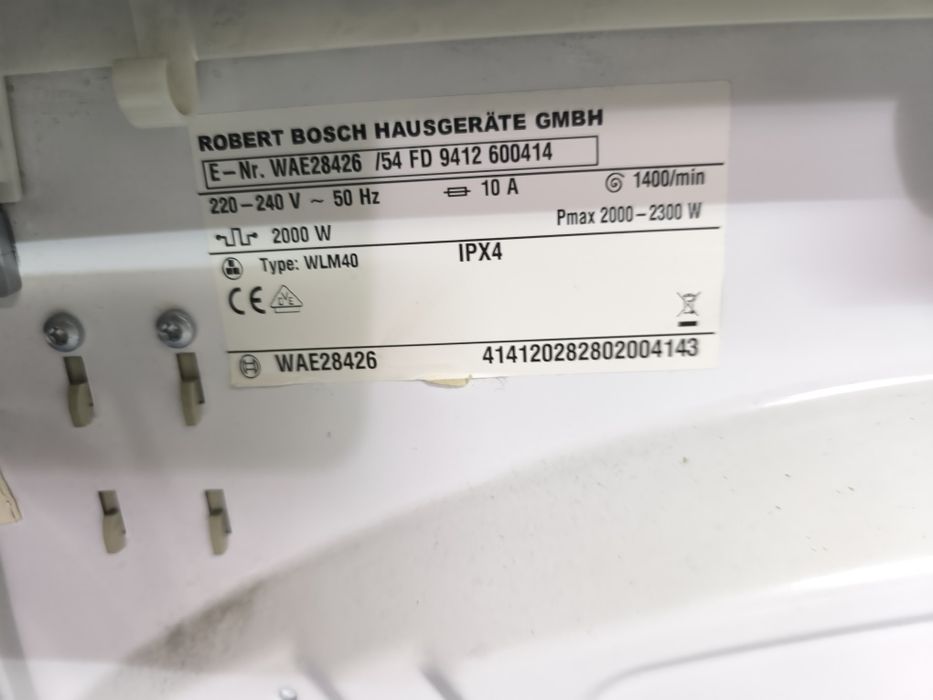 ROBERT BOSCH HAUSGERÄTE GMBH
E-Nr. WAE28426 /54 FD 9412 600414
220-240 V ~ 50 Hz 10 A 1400/min
2000 W Pmax 2000-2300 W
Type: WLM40 IPX4
CE VDE
WAE28426 414120282802004143